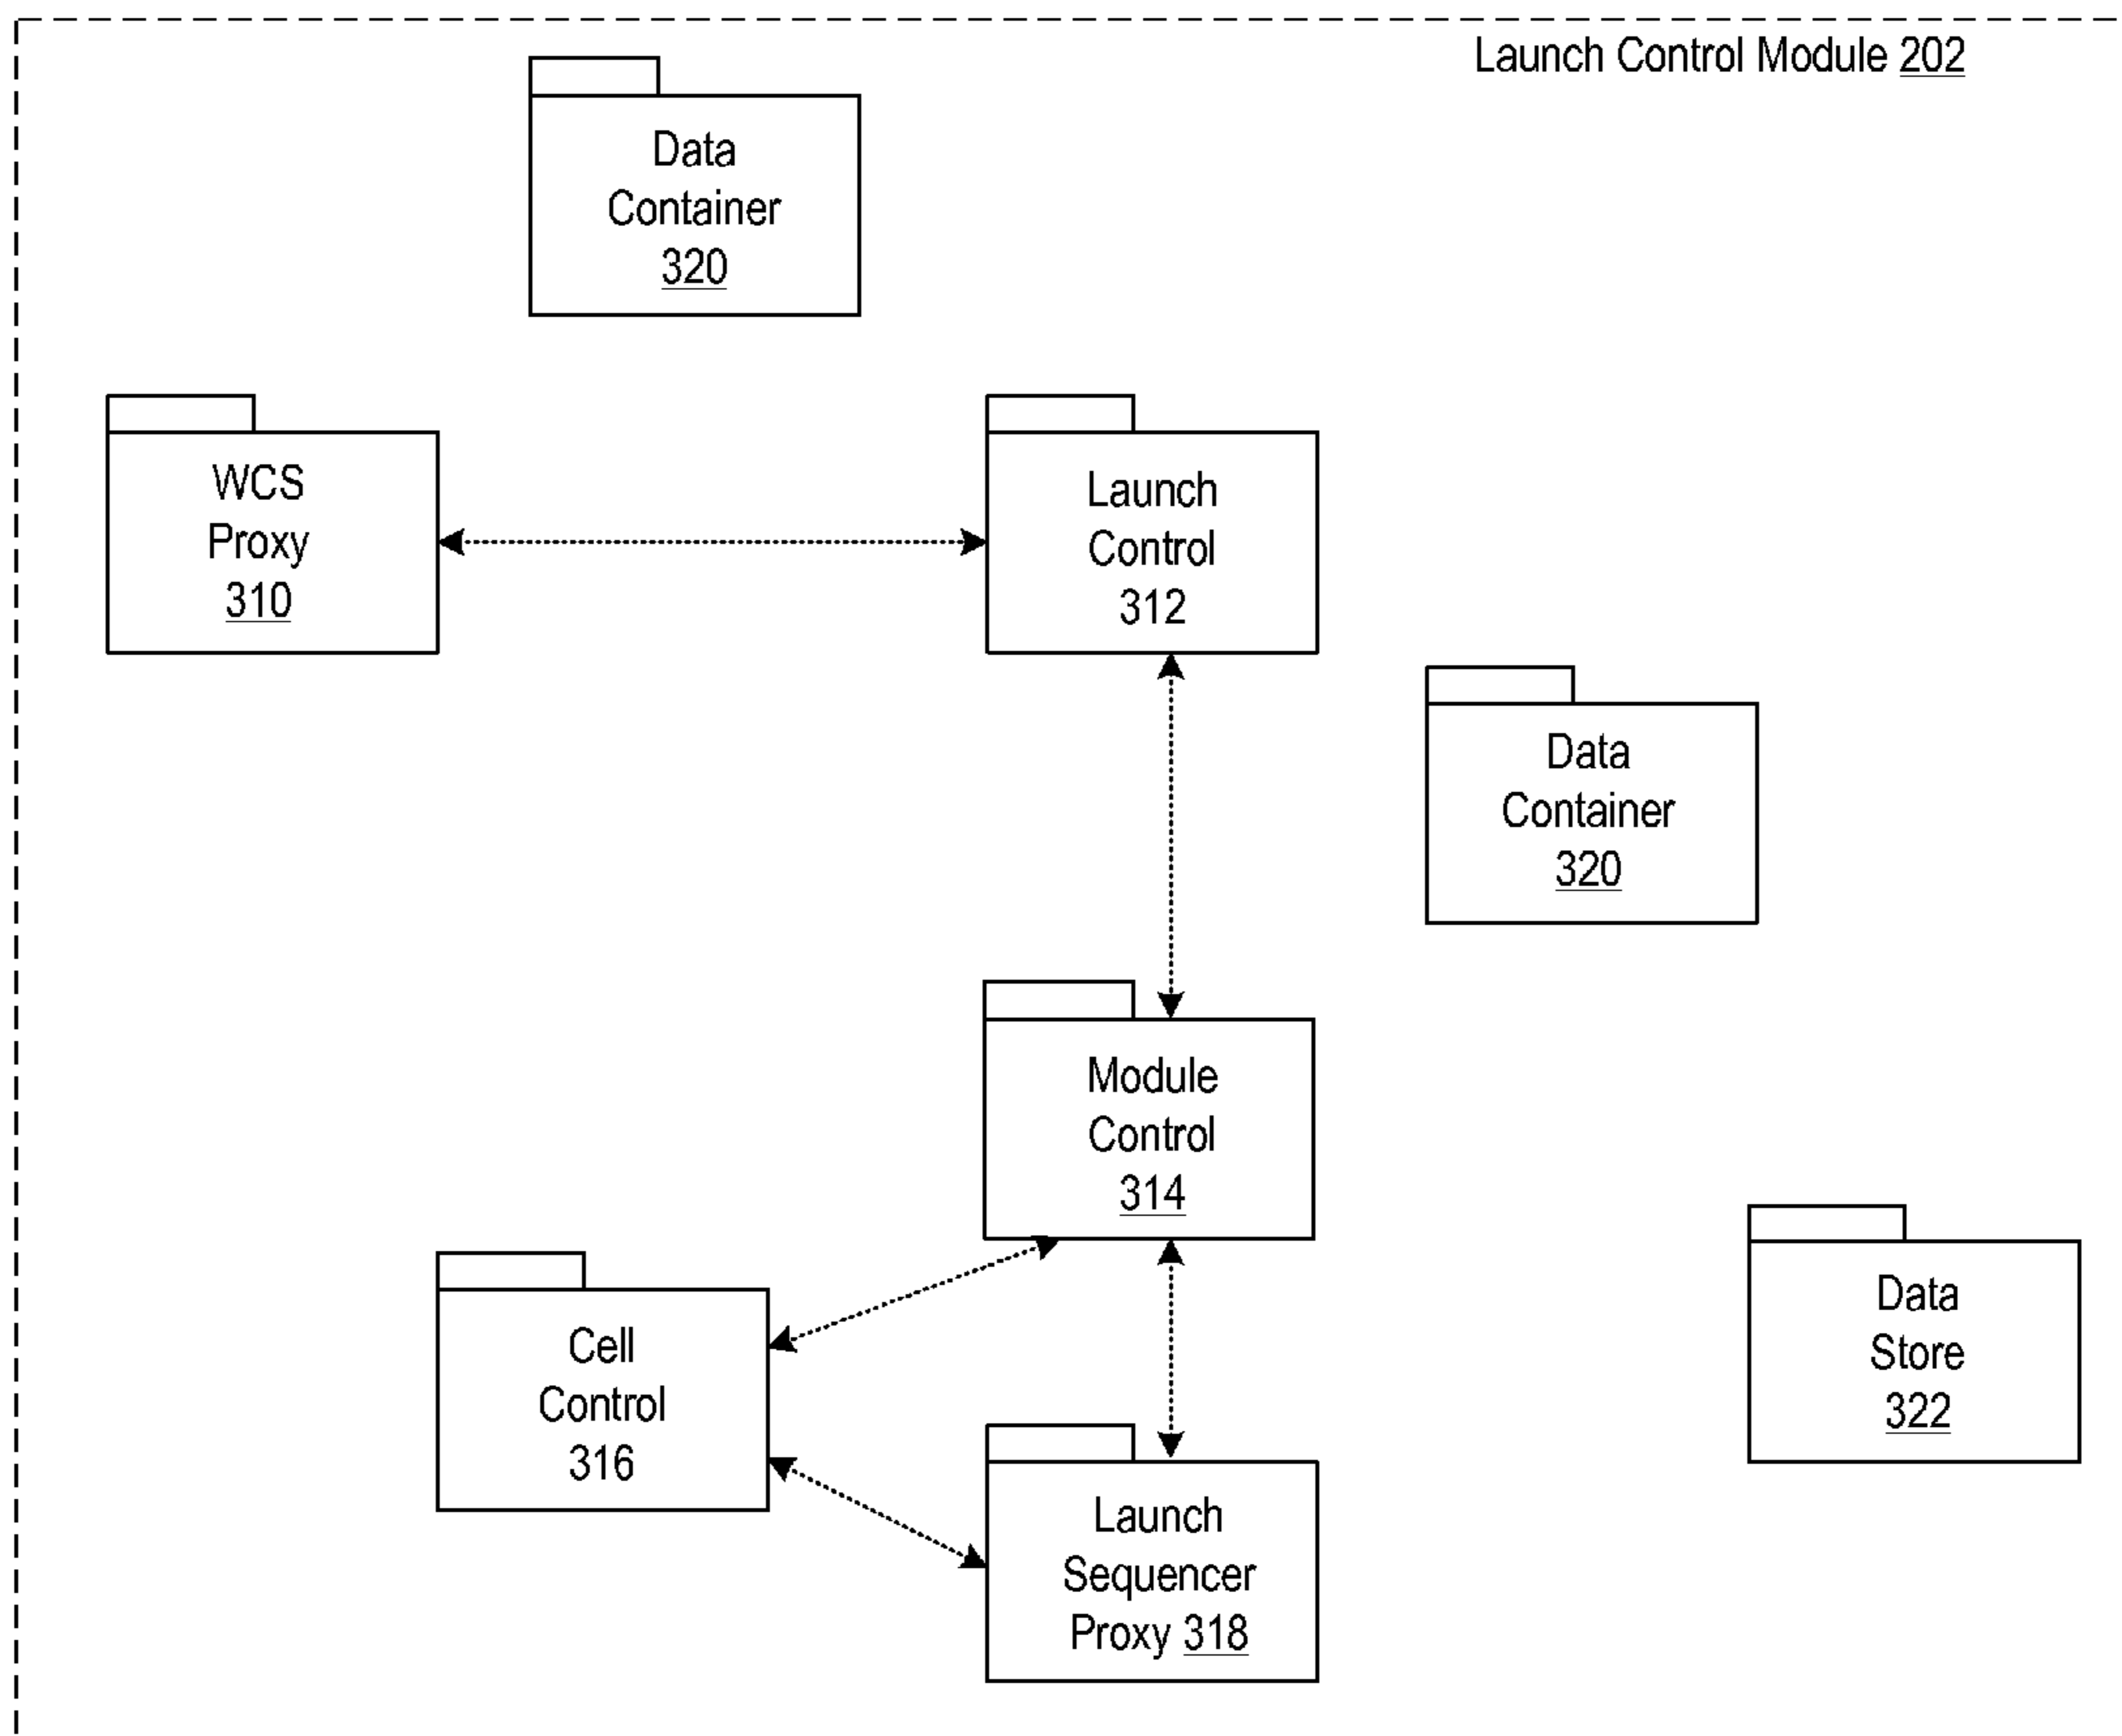 Launch Control Module 202
Data
Container
320
WCS
Proxy
310
Launch
Control
312
Data
Container
320
Module
Control
314
Cell
Control
316
Data
Store
322
Launch
Sequencer
Proxy 318